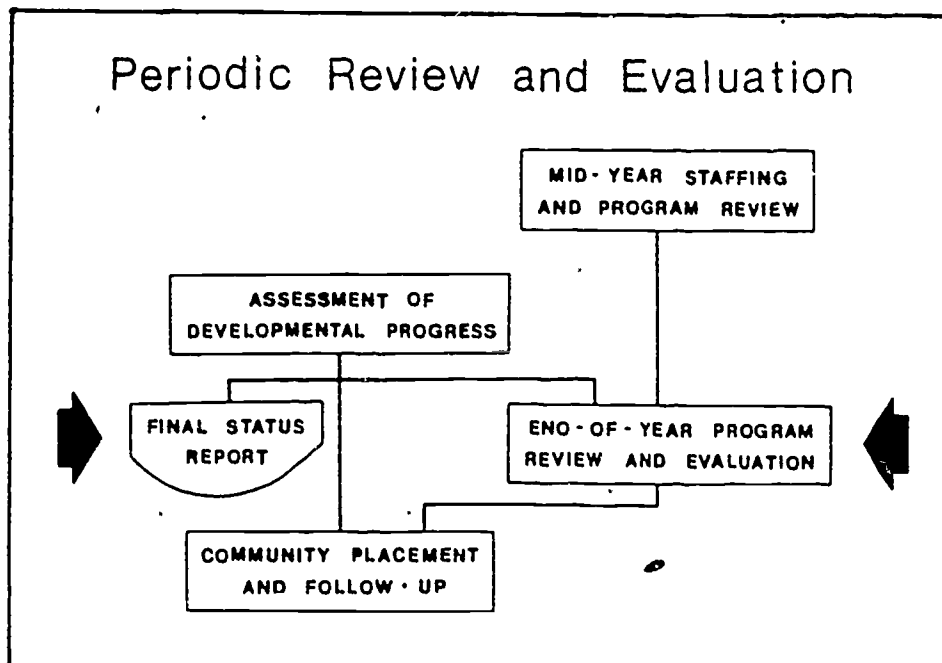 Periodic Review and Evaluation
MID-YEAR STAFFING
AND PROGRAM REVIEW
ASSESSMENT OF
DEVELOPMENTAL PROGRESS
FINAL STATUS
REPORT
ENO-OF-YEAR PROGRAM
REVIEW AND EVALUATION
COMMUNITY PLACEMENT
AND FOLLOW-UP